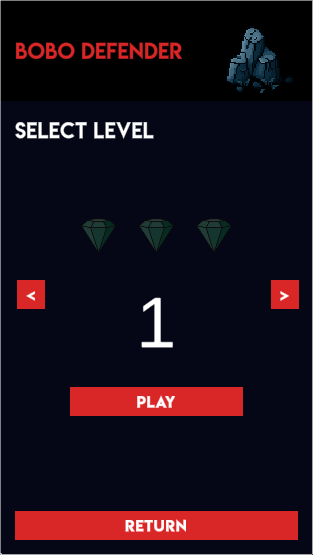 BOBO DEFENDER
SELECT LEVEL
< >
1
PLAY
RETURN